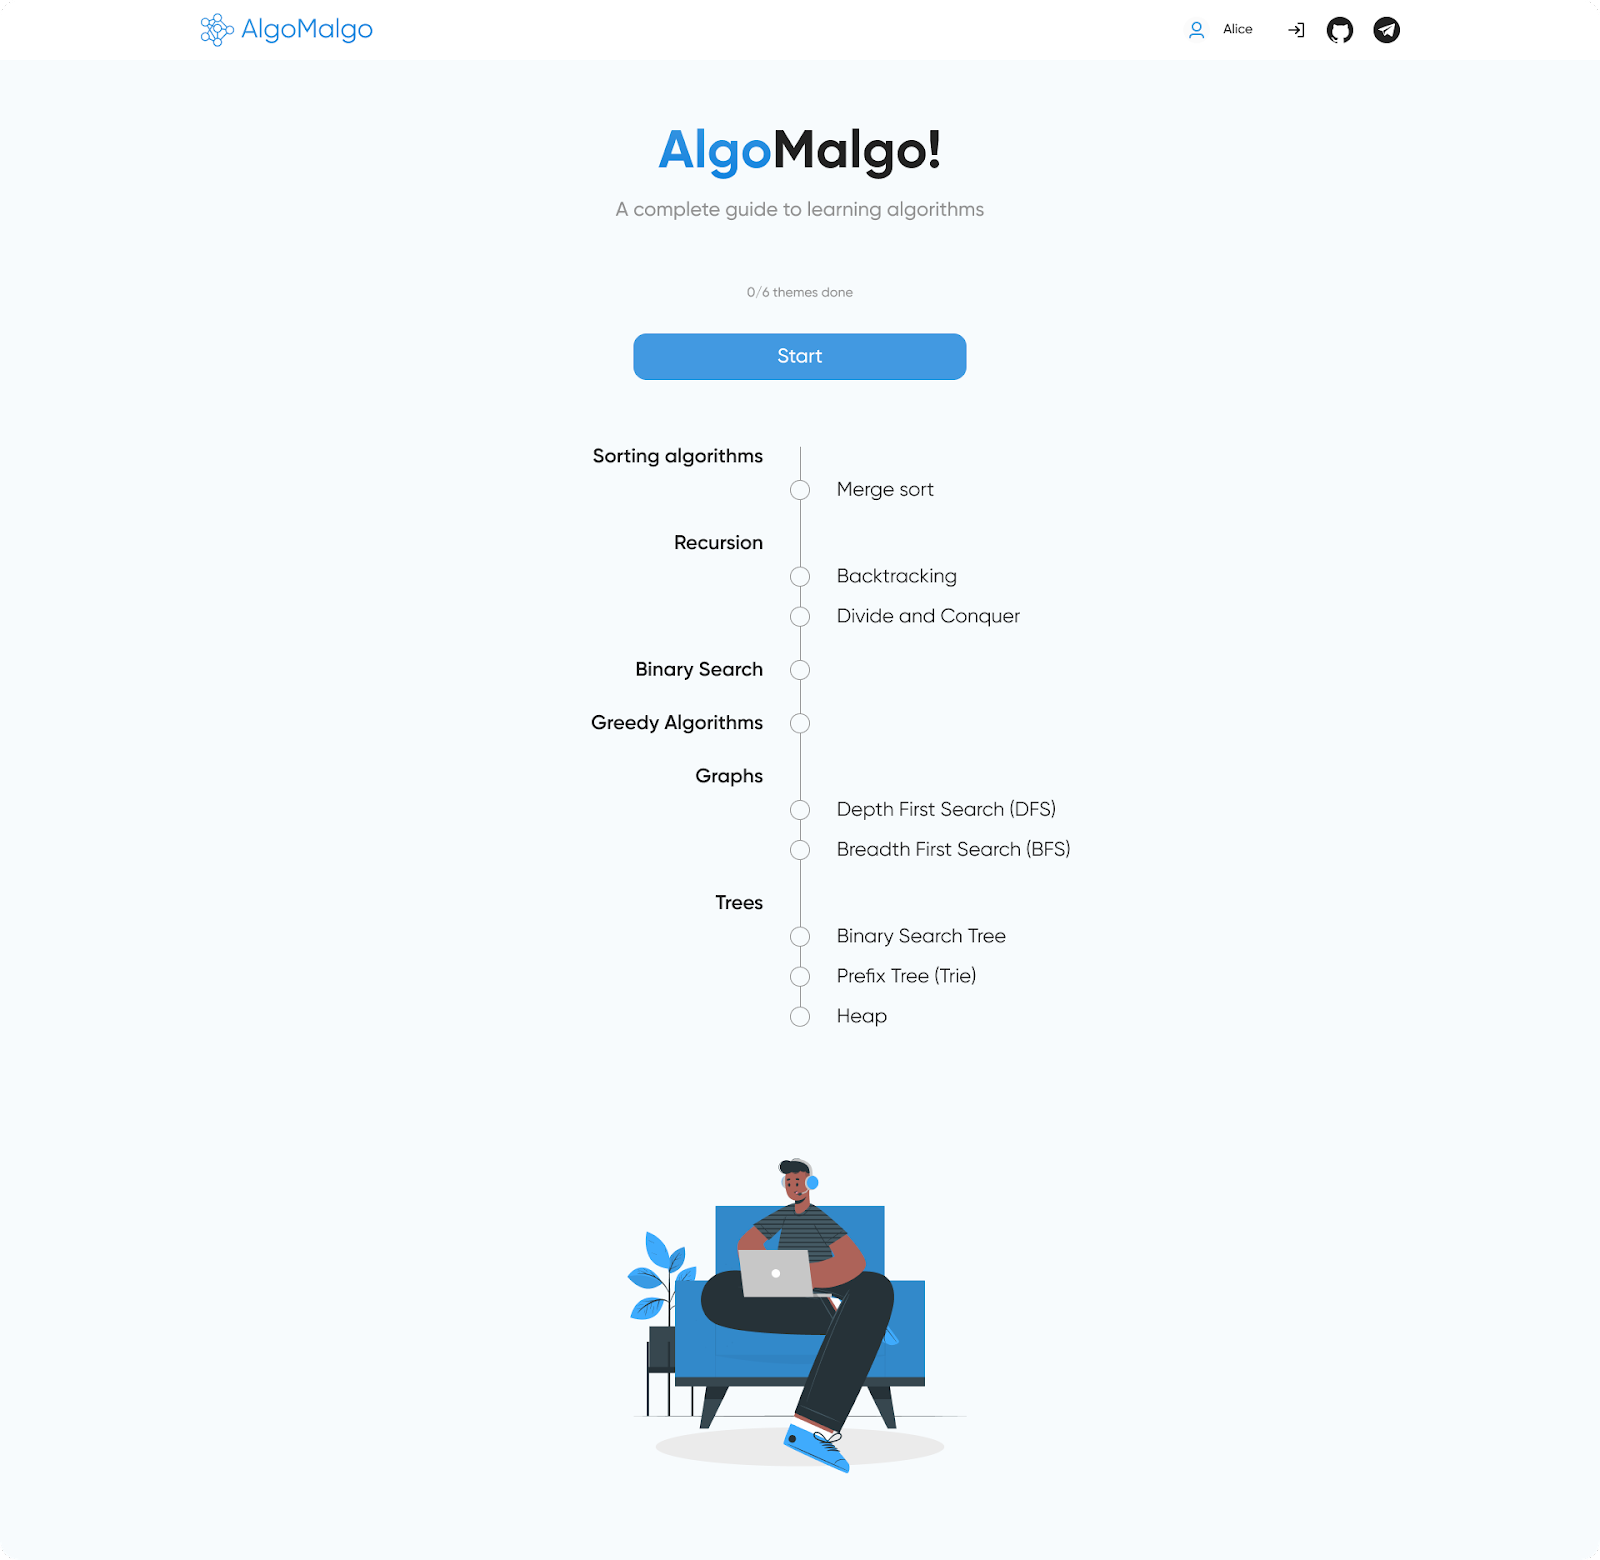 AlgoMalgo
Alice
AlgoMalgo!
A complete guide to learning algorithms
0/6 themes done
Start
Sorting algorithms
Merge sort
Recursion
Backtracking
Divide and Conquer
Binary Search
Greedy Algorithms
Graphs
Depth First Search (DFS)
Breadth First Search (BFS)
Trees
Binary Search Tree
Prefix Tree (Trie)
Heap